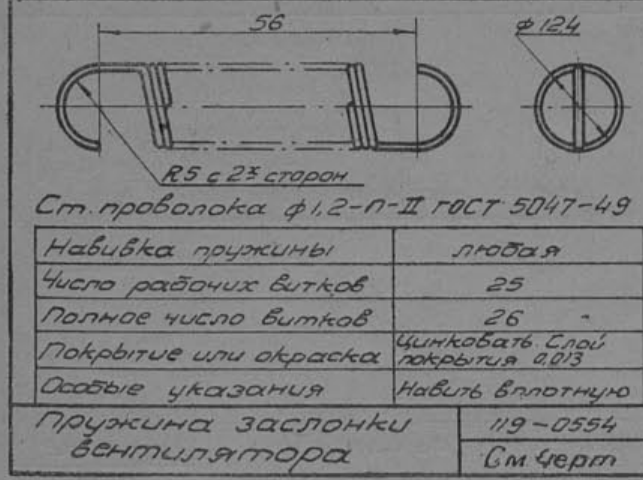 56
ф 12,4
R5 с 2х сторон
Ст. проволока ф1,2-п-II ГОСТ 5047-49
Навивка пружины любая
Число рабочих витков 25
Полное число витков 26
Покрытие или окраска Цинковать. Слой покрытия 0,013
Особые указания Навить вплотную
Пружина заслонки вентилятора
119-0554
См черт